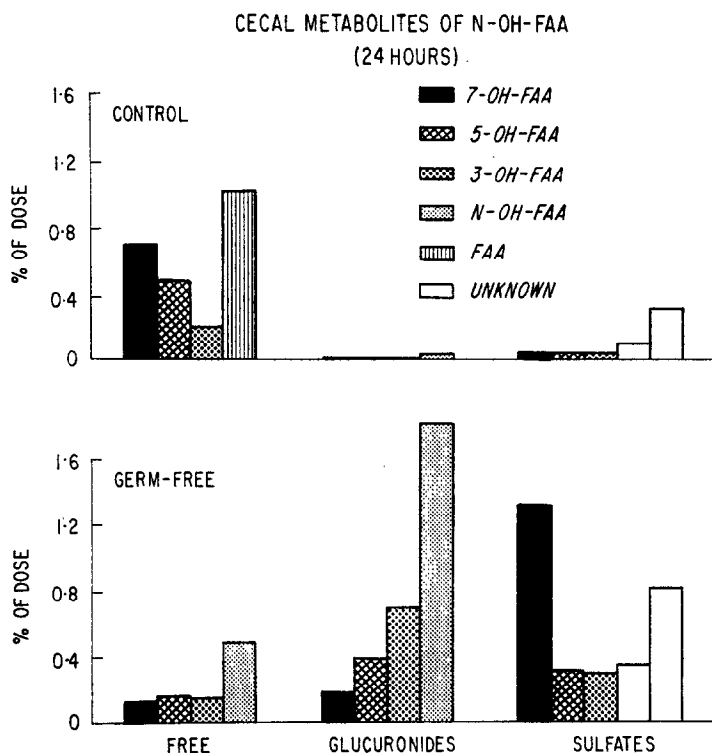 CECAL METABOLITES OF N-OH-FAA
(24 HOURS)
1·6
1·2
0·8
0·4
0
% OF DOSE
CONTROL
7-OH-FAA
5-OH-FAA
3-OH-FAA
N-OH-FAA
FAA
UNKNOWN
1·6
1·2
0·8
0·4
0
% OF DOSE
GERM-FREE
FREE
GLUCURONIDES
SULFATES